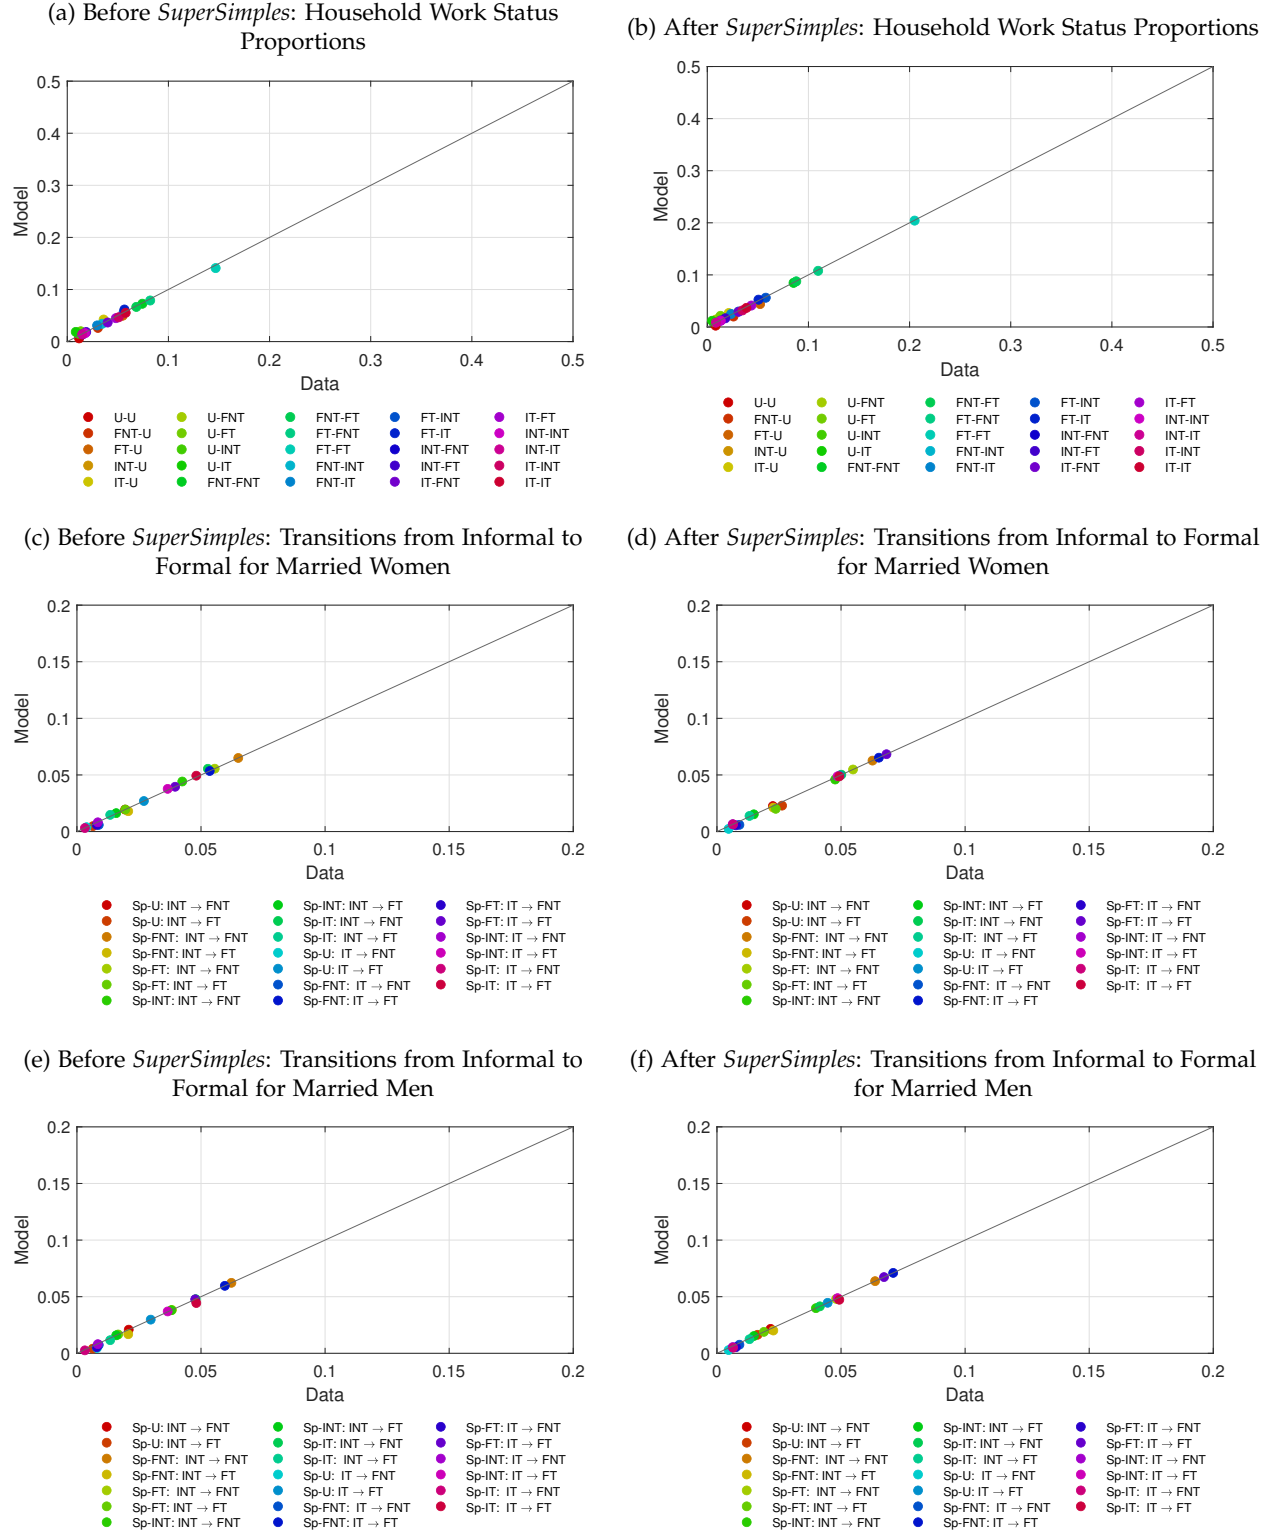 (a) Before SuperSimples: Household Work Status
Proportions
0.5
0.4
0.3
0.2
0.1
0
Model
0
0.1
0.2
0.3
0.4
0.5
Data
U-U
FNT-U
FT-U
INT-U
IT-U
U-FNT
U-FT
U-INT
U-IT
FNT-FNT
FNT-FT
FT-FNT
FT-FT
FNT-INT
FNT-IT
FT-INT
FT-IT
INT-FNT
INT-FT
IT-FNT
IT-FT
INT-INT
INT-IT
IT-INT
IT-IT
(b) After SuperSimples: Household Work Status Proportions
0.5
0.4
0.3
0.2
0.1
0
Model
0
0.1
0.2
0.3
0.4
0.5
Data
U-U
FNT-U
FT-U
INT-U
IT-U
U-FNT
U-FT
U-INT
U-IT
FNT-FNT
FNT-FT
FT-FNT
FT-FT
FNT-INT
FNT-IT
FT-INT
FT-IT
INT-FNT
INT-FT
IT-FNT
IT-FT
INT-INT
INT-IT
IT-INT
IT-IT
(c) Before SuperSimples: Transitions from Informal to
Formal for Married Women
0.2
0.15
0.1
0.05
0
Model
0
0.05
0.1
0.15
0.2
Data
Sp-U: INT → FNT
Sp-U: INT → FT
Sp-FNT: INT → FNT
Sp-FNT: INT → FT
Sp-FT: INT → FNT
Sp-FT: INT → FT
Sp-INT: INT → FNT
Sp-INT: INT → FT
Sp-IT: INT → FNT
Sp-IT: INT → FT
Sp-U: IT → FNT
Sp-U: IT → FT
Sp-FNT: IT → FNT
Sp-FNT: IT → FT
Sp-FT: IT → FNT
Sp-FT: IT → FT
Sp-INT: IT → FNT
Sp-INT: IT → FT
Sp-IT: IT → FNT
Sp-IT: IT → FT
(d) After SuperSimples: Transitions from Informal to Formal
for Married Women
0.2
0.15
0.1
0.05
0
Model
0
0.05
0.1
0.15
0.2
Data
Sp-U: INT → FNT
Sp-U: INT → FT
Sp-FNT: INT → FNT
Sp-FNT: INT → FT
Sp-FT: INT → FNT
Sp-FT: INT → FT
Sp-INT: INT → FNT
Sp-INT: INT → FT
Sp-IT: INT → FNT
Sp-IT: INT → FT
Sp-U: IT → FNT
Sp-U: IT → FT
Sp-FNT: IT → FNT
Sp-FNT: IT → FT
Sp-FT: IT → FNT
Sp-FT: IT → FT
Sp-INT: IT → FNT
Sp-INT: IT → FT
Sp-IT: IT → FNT
Sp-IT: IT → FT
(e) Before SuperSimples: Transitions from Informal to
Formal for Married Men
0.2
0.15
0.1
0.05
0
Model
0
0.05
0.1
0.15
0.2
Data
Sp-U: INT → FNT
Sp-U: INT → FT
Sp-FNT: INT → FNT
Sp-FNT: INT → FT
Sp-FT: INT → FNT
Sp-FT: INT → FT
Sp-INT: INT → FNT
Sp-INT: INT → FT
Sp-IT: INT → FNT
Sp-IT: INT → FT
Sp-U: IT → FNT
Sp-U: IT → FT
Sp-FNT: IT → FNT
Sp-FNT: IT → FT
Sp-FT: IT → FNT
Sp-FT: IT → FT
Sp-INT: IT → FNT
Sp-INT: IT → FT
Sp-IT: IT → FNT
Sp-IT: IT → FT
(f) After SuperSimples: Transitions from Informal to Formal
for Married Men
0.2
0.15
0.1
0.05
0
Model
0
0.05
0.1
0.15
0.2
Data
Sp-U: INT → FNT
Sp-U: INT → FT
Sp-FNT: INT → FNT
Sp-FNT: INT → FT
Sp-FT: INT → FNT
Sp-FT: INT → FT
Sp-INT: INT → FNT
Sp-INT: INT → FT
Sp-IT: INT → FNT
Sp-IT: INT → FT
Sp-U: IT → FNT
Sp-U: IT → FT
Sp-FNT: IT → FNT
Sp-FNT: IT → FT
Sp-FT: IT → FNT
Sp-FT: IT → FT
Sp-INT: IT → FNT
Sp-INT: IT → FT
Sp-IT: IT → FNT
Sp-IT: IT → FT